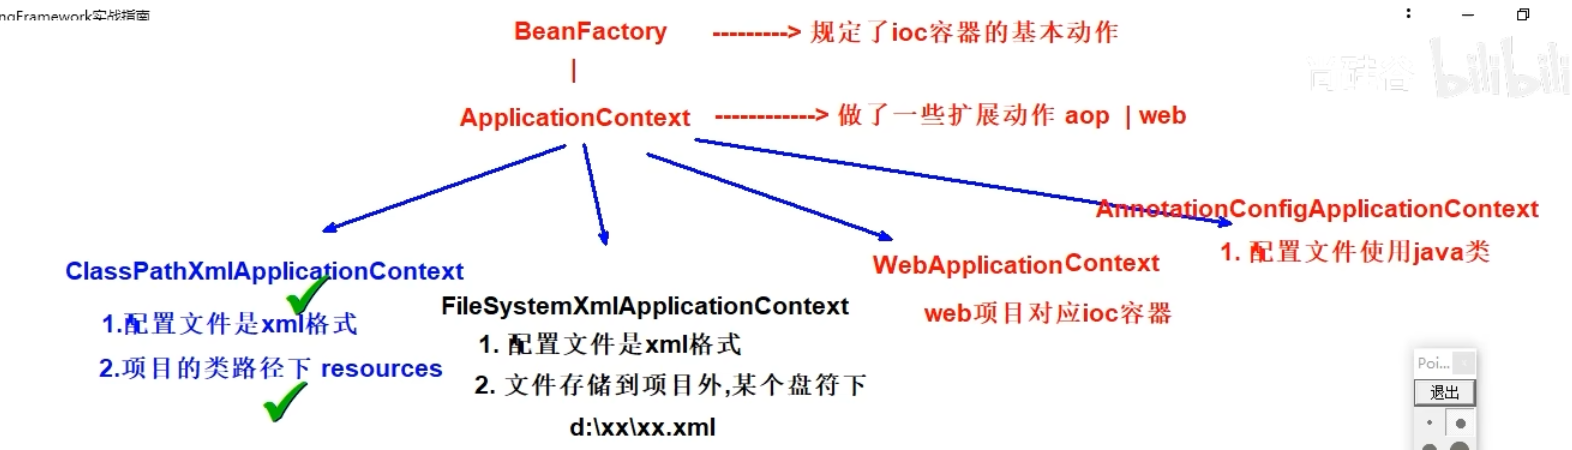 ngFramework实战指南
尚硅谷 bilibili
BeanFactory ---------> 规定了ioc容器的基本动作
|
ApplicationContext ------------> 做了一些扩展动作 aop | web
AnnotationConfigApplicationContext
1. 配置文件使用java类
ClassPathXmlApplicationContext
1.配置文件是xml格式
2.项目的类路径下 resources
FileSystemXmlApplicationContext
1. 配置文件是xml格式
2. 文件存储到项目外,某个盘符下
d:\xx\xx.xml
WebApplicationContext
web项目对应ioc容器
Poi...
退出